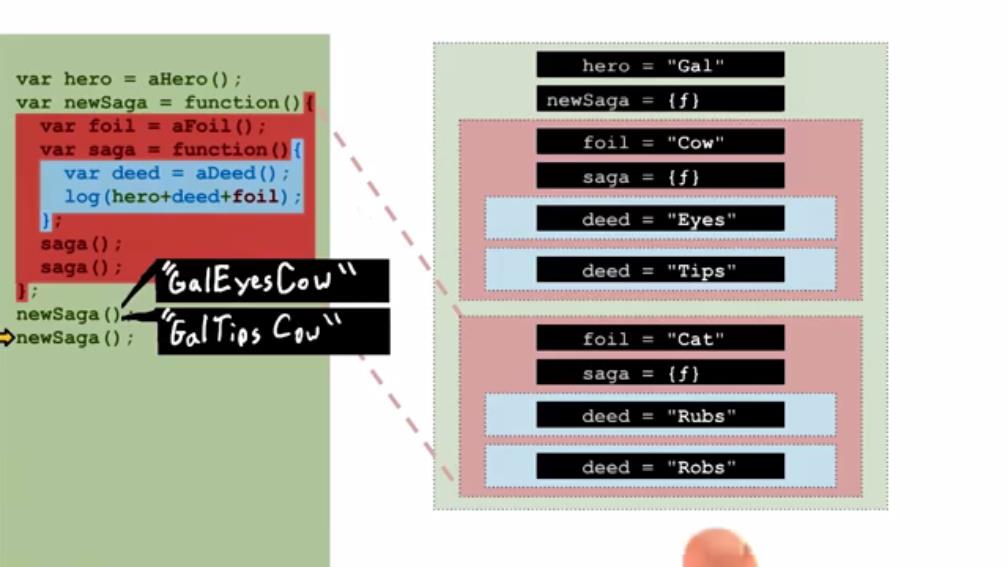 var hero = aHero();
var newSaga = function(){
var foil = aFoil();
var saga = function(){
var deed = aDeed();
log(hero+deed+foil);
};
saga();
saga();
};
newSaga();
newSaga();
"GalEyesCow"
"GalTips Cow"
hero = "Gal"
newSaga = {ƒ}
foil = "Cow"
saga = {ƒ}
deed = "Eyes"
deed = "Tips"
foil = "Cat"
saga = {ƒ}
deed = "Rubs"
deed = "Robs"